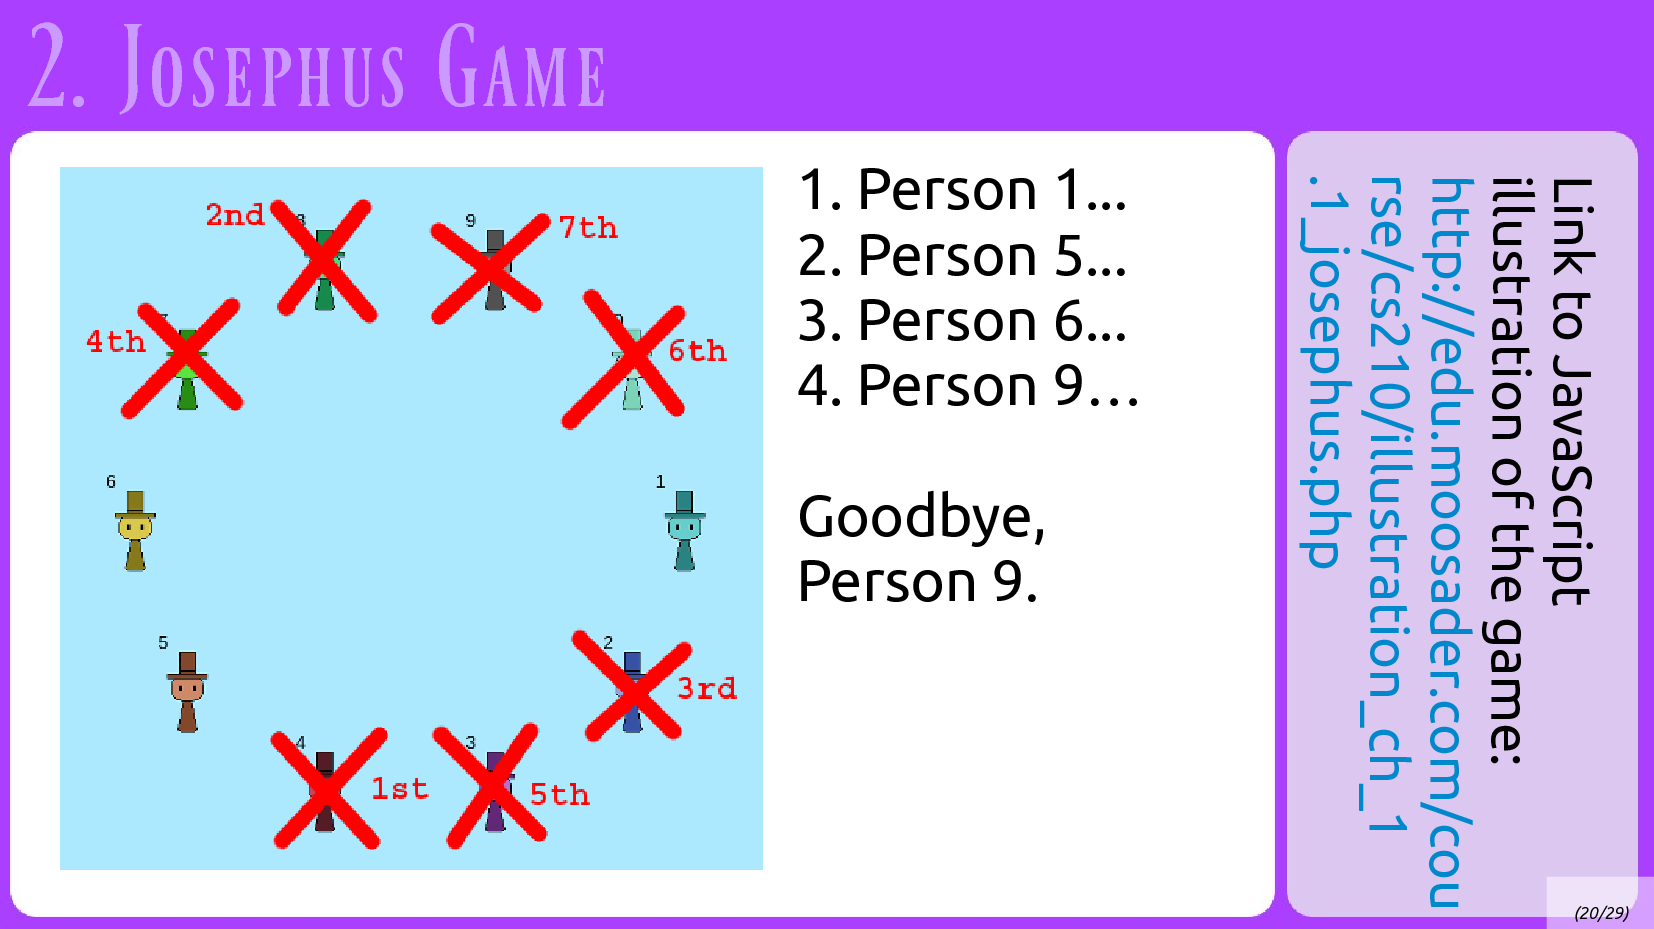 2. Josephus Game
2nd
9
7th
4th
6th
6
1
5
2
3rd
4
3
1st
5th
1. Person 1...
2. Person 5...
3. Person 6...
4. Person 9…
Goodbye,
Person 9.
Link to JavaScript
illustration of the game:
http://edu.moosader.com/cou
rse/cs210/illustration_ch_1
.1_josephus.php
(20/29)